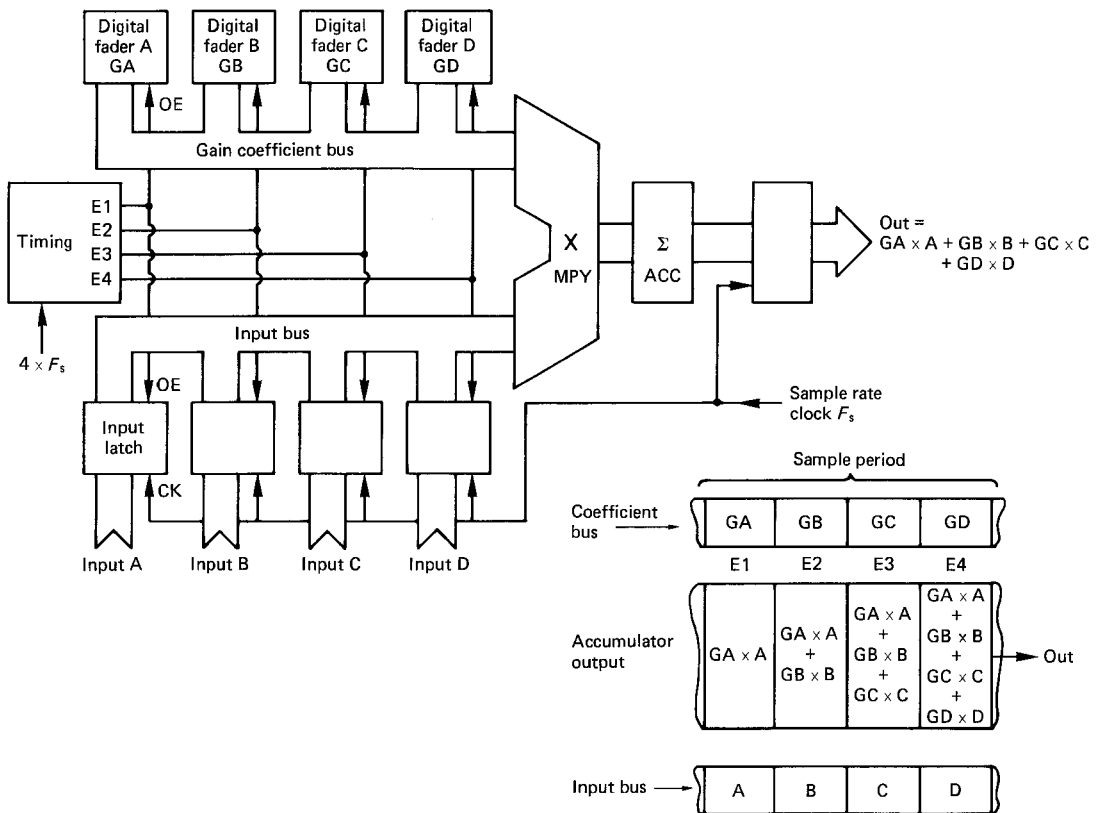 Digital
fader A
GA
Digital
fader B
GB
Digital
fader C
GC
Digital
fader D
GD
OE
Gain coefficient bus
Timing
E1
E2
E3
E4
4 × Fs
X
MPY
Σ
ACC
Out =
GA × A + GB × B + GC × C
+ GD × D
Input bus
OE
Input
latch
CK
Sample rate
clock Fs
Input A
Input B
Input C
Input D
Sample period
Coefficient
bus
GA
GB
GC
GD
E1
E2
E3
E4
Accumulator
output
GA × A
GA × A
+
GB × B
GA × A
+
GB × B
+
GC × C
GA × A
+
GB × B
+
GC × C
+
GD × D
Out
Input bus
A
B
C
D